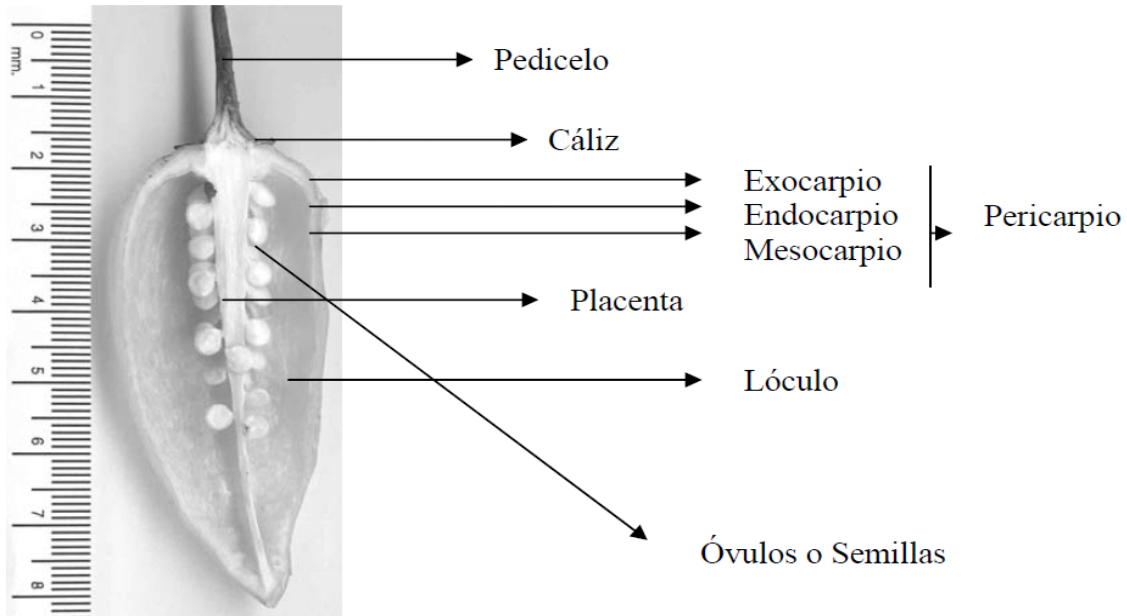 0
mm.
1
2
3
4
5
6
7
8
Pedicelo
Cáliz
Exocarpio
Endocarpio
Mesocarpio
Pericarpio
Placenta
Lóculo
Óvulos o Semillas